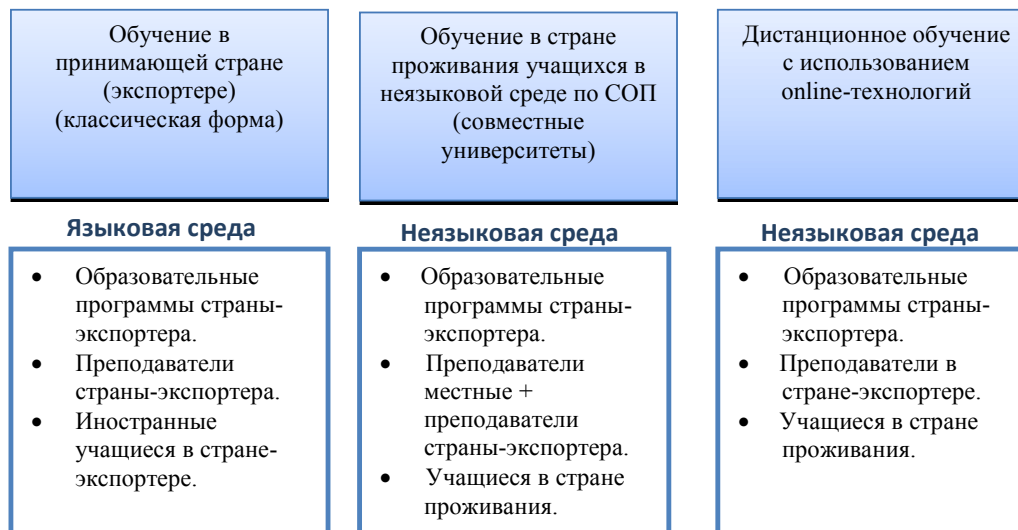 Обучение в
принимающей стране
(экспортере)
(классическая форма)
Обучение в стране
проживания учащихся в
неязыковой среде по СОП
(совместные
университеты)
Дистанционное обучение
с использованием
online-технологий
Языковая среда
• Образовательные
программы страны-
экспортера.
• Преподаватели
страны-экспортера.
• Иностранные
учащиеся в стране-
экспортере.
Неязыковая среда
• Образовательные
программы страны-
экспортера.
• Преподаватели
местные +
преподаватели
страны-экспортера.
• Учащиеся в стране
проживания.
Неязыковая среда
• Образовательные
программы страны-
экспортера.
• Преподаватели в
стране-экспортере.
• Учащиеся в стране
проживания.